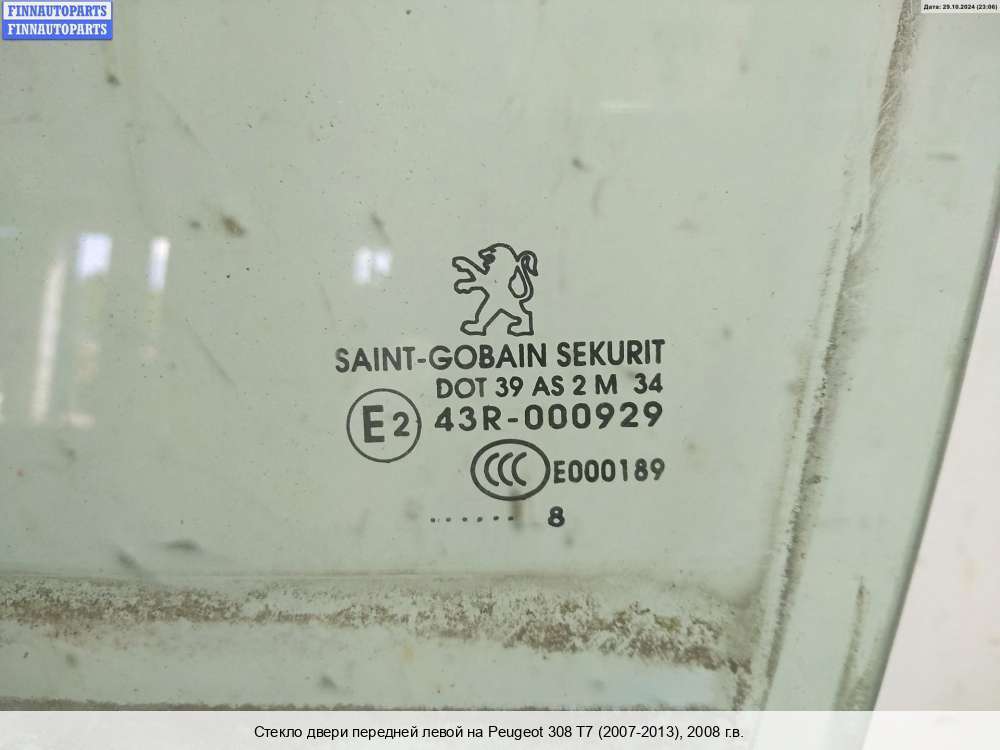 FINNAUTOPARTS
FINNAUTOPARTS
Дата: 29.10.2024 (23:06)
SAINT-GOBAIN SEKURIT
DOT 39 AS 2 M 34
E2 43R-000929
CCC E000189
...... 8
Стекло двери передней левой на Peugeot 308 T7 (2007-2013), 2008 г.в.